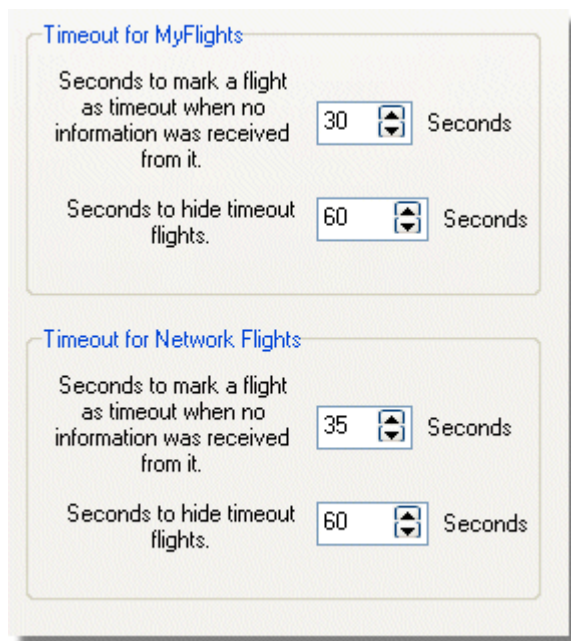 Timeout for MyFlights
Seconds to mark a flight
as timeout when no
information was received
from it.
30
Seconds
Seconds to hide timeout
flights.
60
Seconds
Timeout for Network Flights
Seconds to mark a flight
as timeout when no
information was received
from it.
35
Seconds
Seconds to hide timeout
flights.
60
Seconds